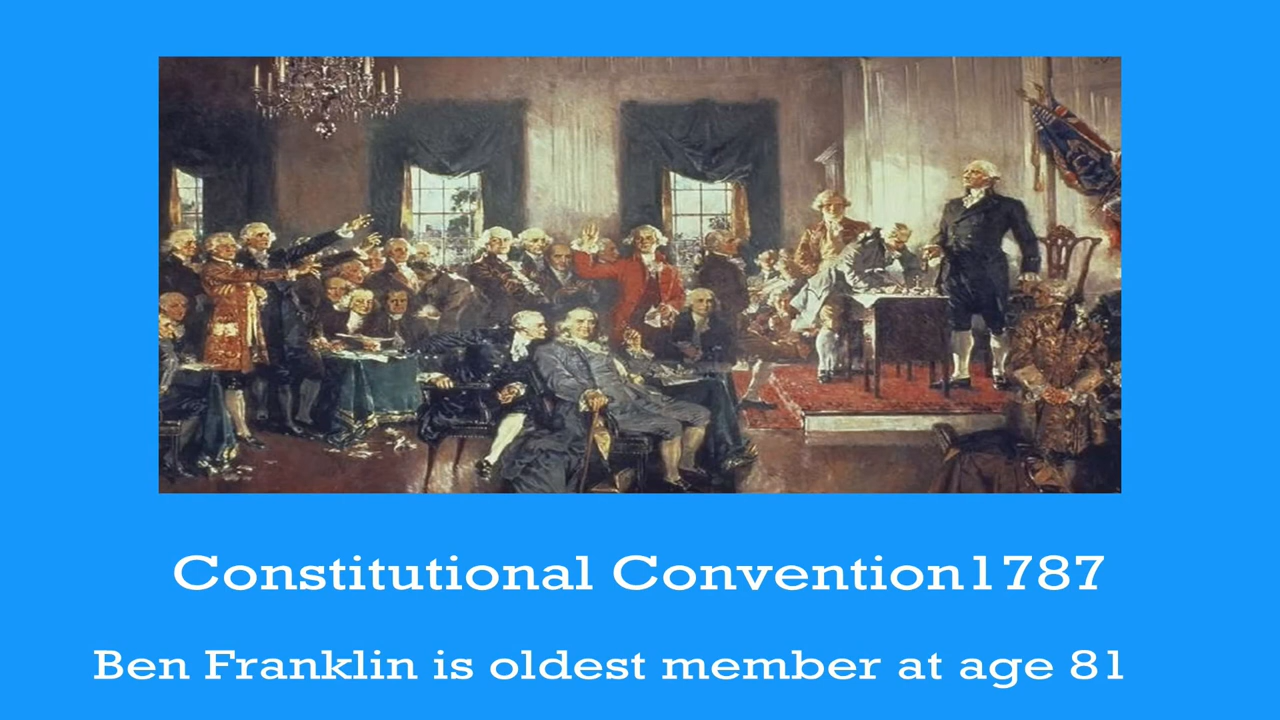 Constitutional Convention1787
Ben Franklin is oldest member at age 81